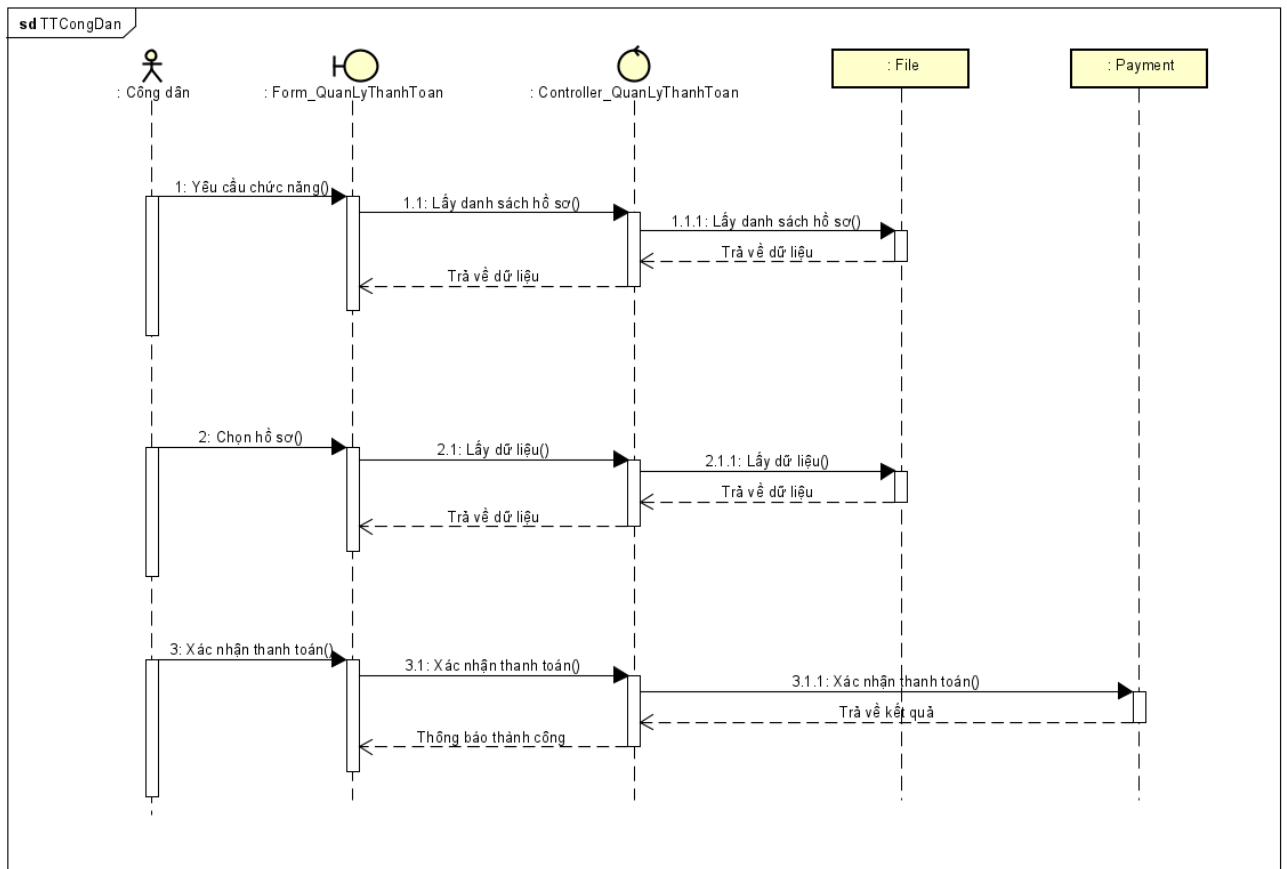 sd TTCongDan
: Công dân
: Form_QuanLyThanhToan
: Controller_QuanLyThanhToan
: File
: Payment
1: Yêu cầu chức năng()
1.1: Lấy danh sách hồ sơ()
1.1.1: Lấy danh sách hồ sơ()
Trả về dữ liệu
Trả về dữ liệu
2: Chọn hồ sơ()
2.1: Lấy dữ liệu()
2.1.1: Lấy dữ liệu()
Trả về dữ liệu
Trả về dữ liệu
3: Xác nhận thanh toán()
3.1: Xác nhận thanh toán()
3.1.1: Xác nhận thanh toán()
Trả về kết quả
Thông báo thành công